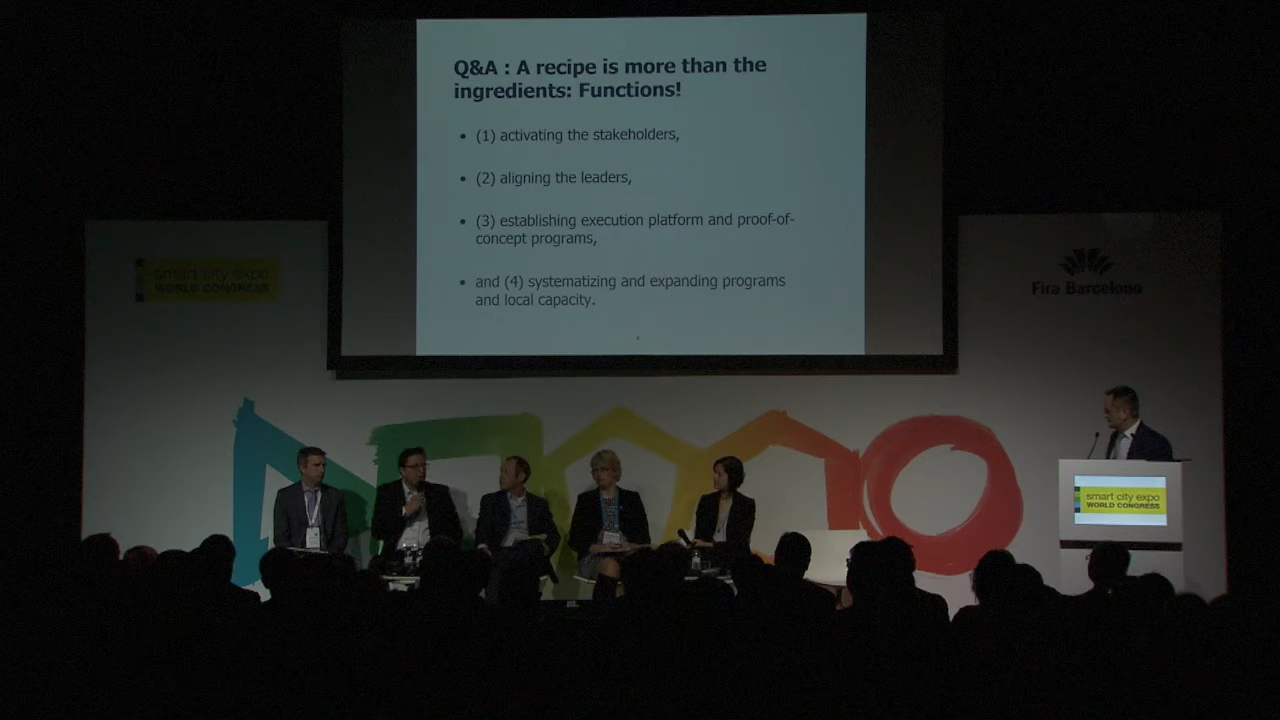 Q&A : A recipe is more than the
ingredients: Functions!
• (1) activating the stakeholders,
• (2) aligning the leaders,
• (3) establishing execution platform and proof-of-
concept programs,
• and (4) systematizing and expanding programs
and local capacity.
smart city expo
WORLD CONGRESS
Fira Barcelona
smart city expo
WORLD CONGRESS